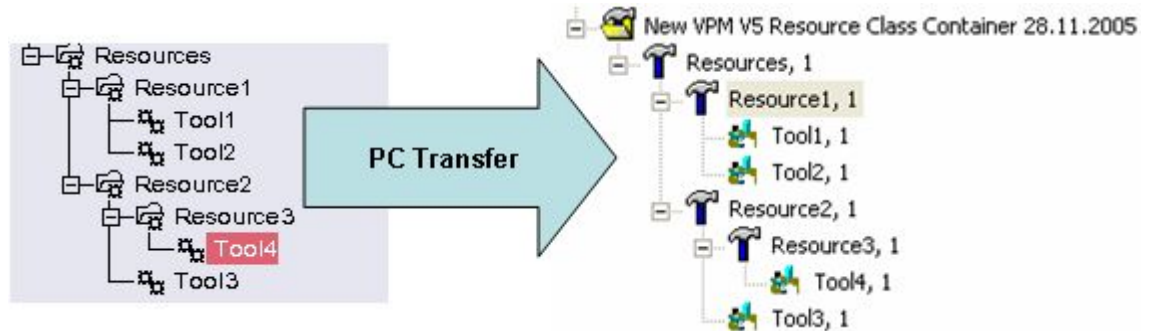 Resources
Resource1
Tool1
Tool2
Resource2
Resource3
Tool4
Tool3
PC Transfer
New VPM V5 Resource Class Container 28.11.2005
Resources, 1
Resource1, 1
Tool1, 1
Tool2, 1
Resource2, 1
Resource3, 1
Tool4, 1
Tool3, 1